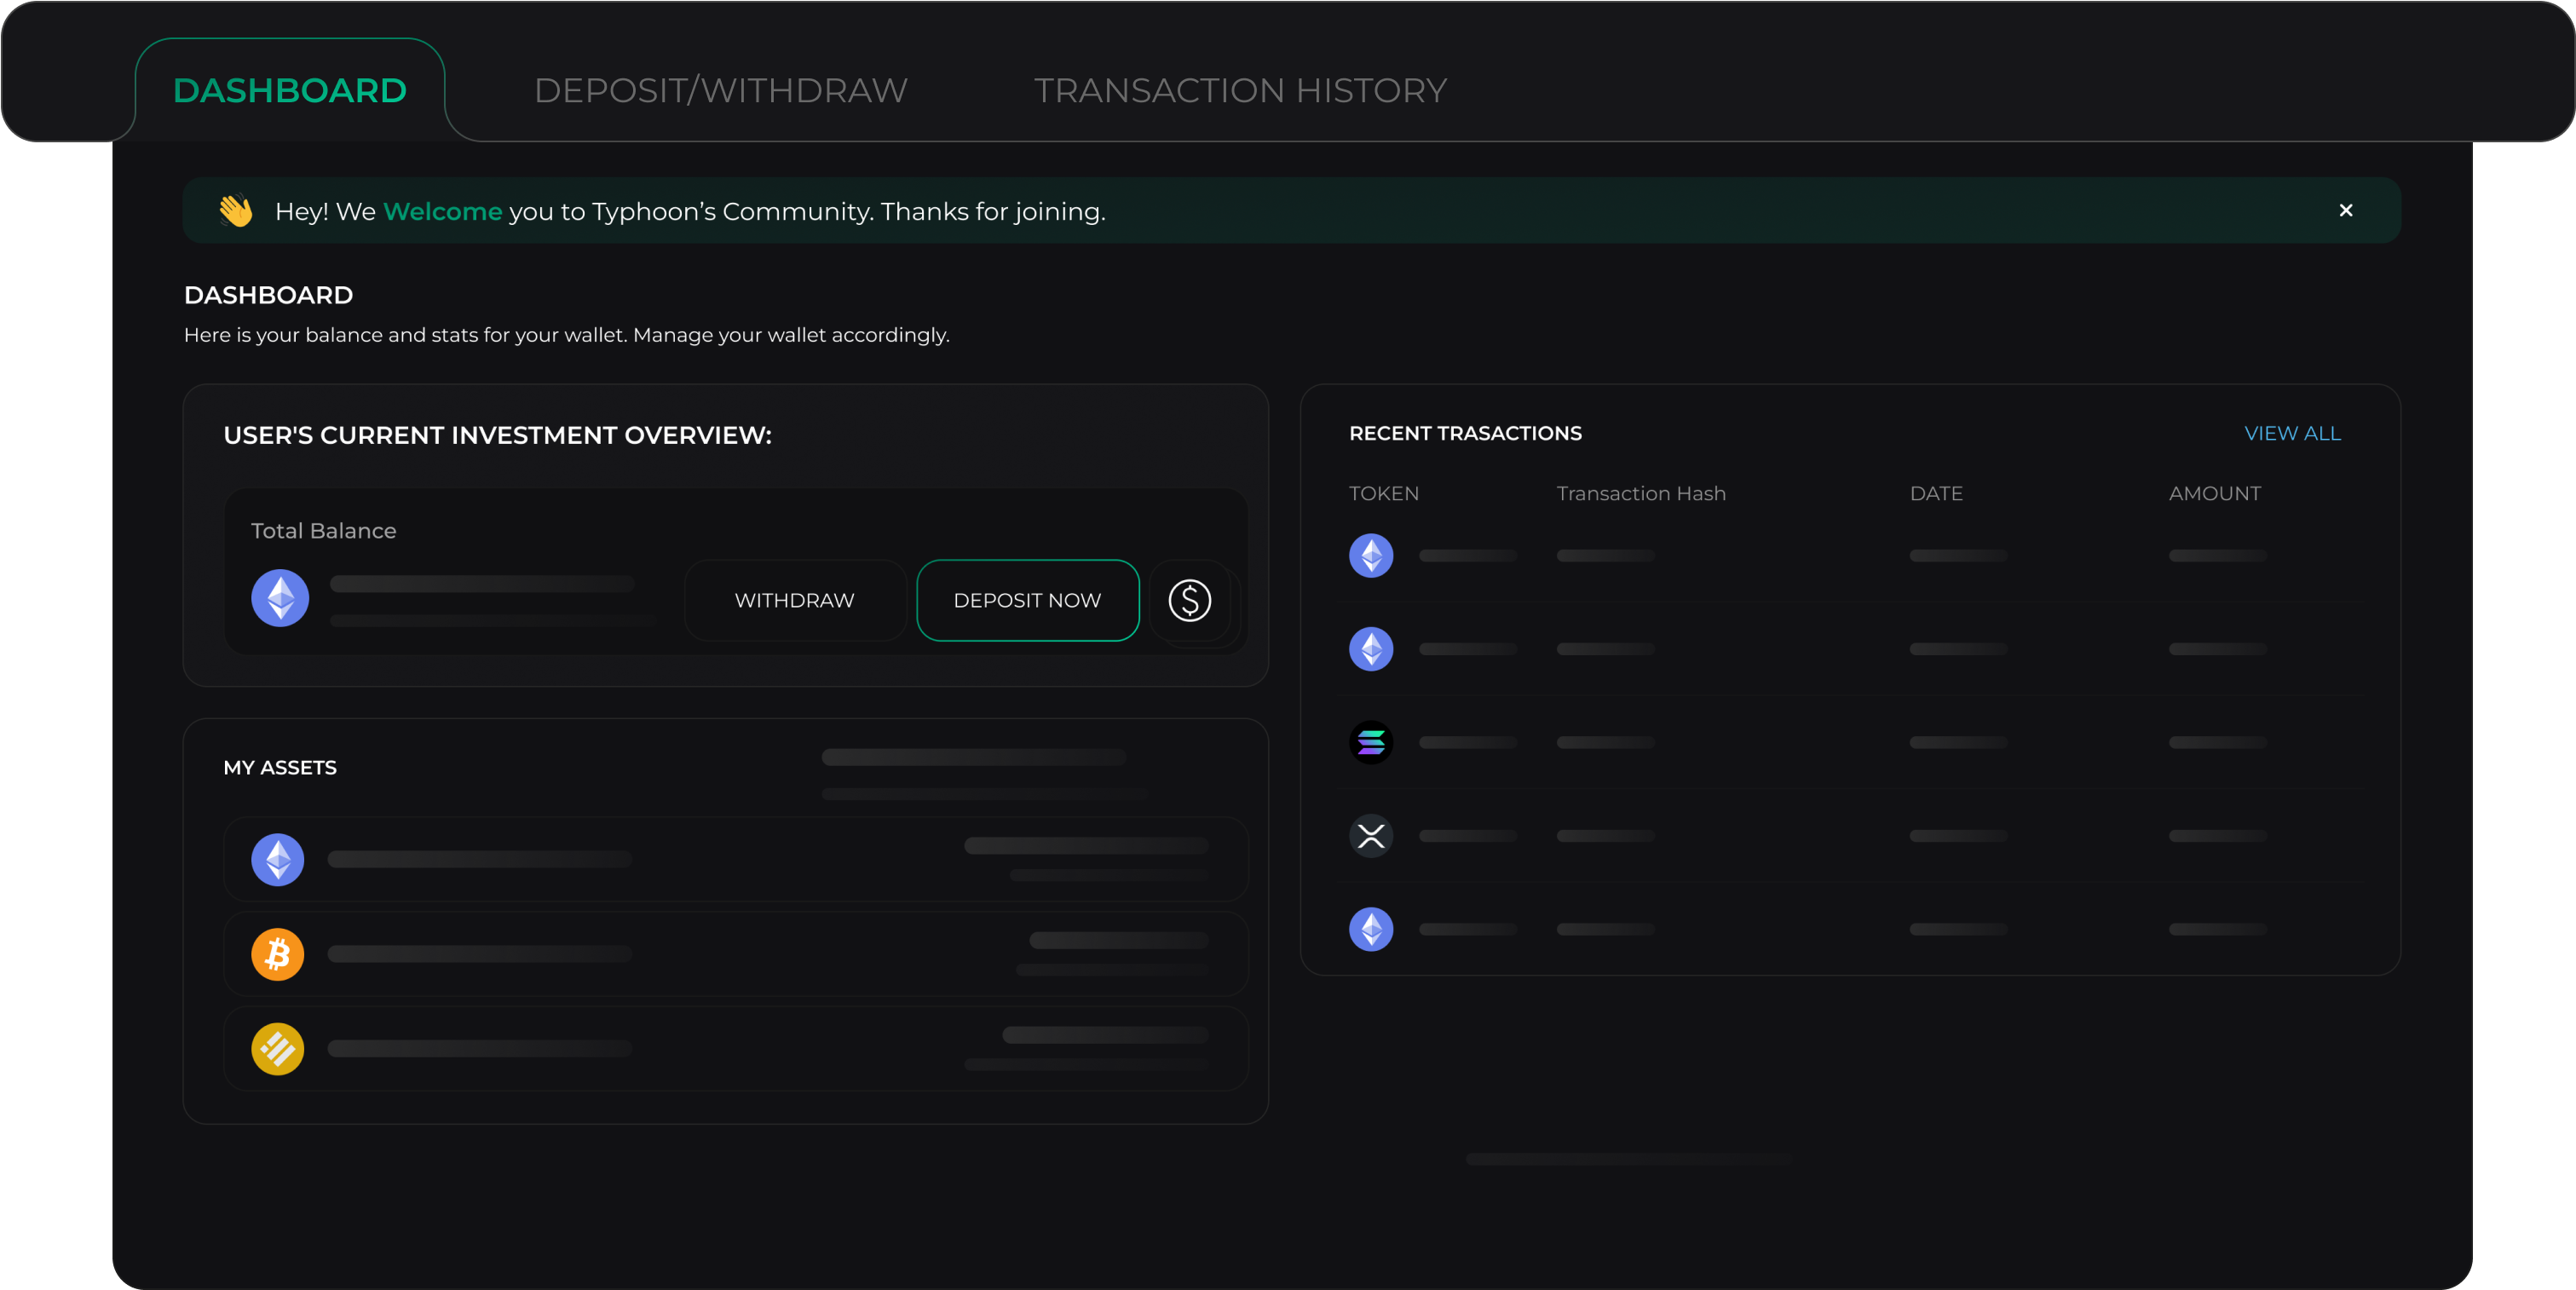 DASHBOARD
DEPOSIT/WITHDRAW
TRANSACTION HISTORY
Hey! We Welcome you to Typhoon’s Community. Thanks for joining.
DASHBOARD
Here is your balance and stats for your wallet. Manage your wallet accordingly.
USER'S CURRENT INVESTMENT OVERVIEW:
Total Balance
WITHDRAW
DEPOSIT NOW
MY ASSETS
RECENT TRASACTIONS
VIEW ALL
TOKEN Transaction Hash DATE AMOUNT